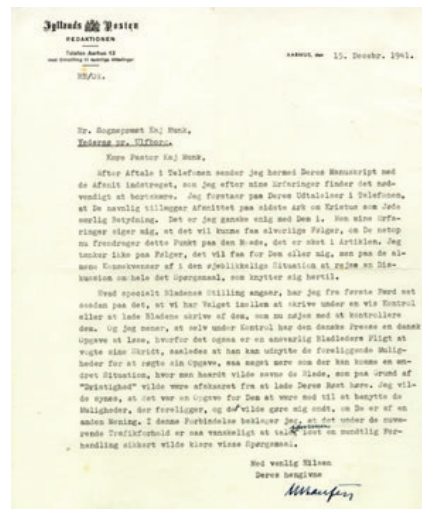 Jyllands Posten
REDAKTIONEN
Telefon Aarhus
AARHUS, den 15. Decbr. 1941.
Hr. Sognepræst Kaj Munk,
Vedersø pr. Ulfborg.
Kære Pastor Kaj Munk,
Efter Aftale i Telefonen sender jeg hermed Deres Manuskript med
de Afsnit indstreget, som jeg efter mine Erfaringer finder det nød-
vendigt at bortskære. Jeg forstaar paa Deres Udtalelser i Telefonen,
at De navnlig tillægger Afsnittet paa sidste Ark om Kristus som Jøde
særlig Betydning. Det er jeg ganske enig med Dem i. Men mine Erfa-
ringer siger mig, at det vil kunne faa alvorlige Følger, om De netop
nu fremdrager dette Punkt paa den Maade, det er sket i Artiklen. Jeg
tænker ikke paa Følger, det vil faa for Dem eller mig, men paa de al-
mene Konsekvenser af i den øjeblikkelige Situation at rejse en Dis-
kussion om hele det Spørgsmaal, som knytter sig hertil.
Hvad specielt Bladenes Stilling angaar, har jeg fra første Færd set
saadan paa det, at vi har Valget imellem at skrive under en vis Kontrol
eller at lade Bladene skrive af dem, som nu nøjes med at kontrollere
dem. Og jeg mener, at selv under Kontrol har den danske Presse en dansk
Opgave at løse, hvorfor det ogsaa er en ansvarlig Bladleders Pligt at
vogte sine Skridt, saaledes at han kan udnytte de foreliggende Mulig-
heder for at røgte sin Opgave, saa meget mere som der kan komme en æn-
dret Situation, hvor man haardt vilde savne de Blade, som paa Grund af
"Dristighed" vilde være afskaaret fra at lade Deres Røst høre. Jeg vil-
de synes, at det var en Opgave for Dem at være med til at benytte de
Muligheder, der foreligger, og de vilde gøre mig ondt, om De er af en
anden Mening. I denne Forbindelse beklager jeg, at det under de nuvæ-
rende Trafikforhold er saa vanskeligt at idet en mundtlig For-
handling sikkert vilde klare visse Spørgsmaal.
Med venlig Hilsen
Deres hengivne